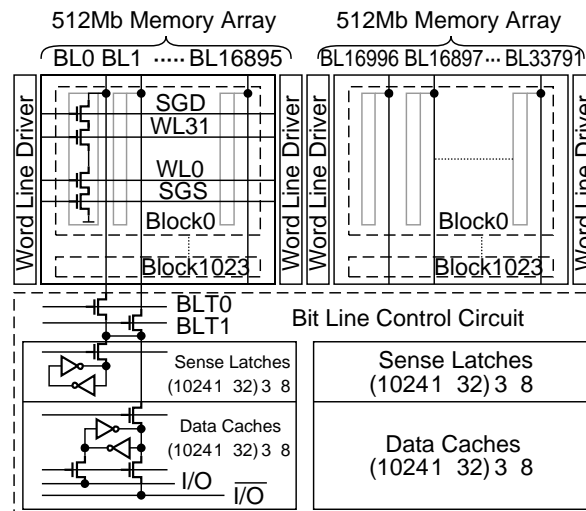 512Mb Memory Array
512Mb Memory Array
BL0 BL1 ····· BL16895
BL16996 BL16897 ··· BL33791
Word Line Driver
SGD
WL31
WL0
SGS
Block0
Block1023
Word Line Driver
Word Line Driver
Block0
Block1023
Word Line Driver
BLT0
BLT1
Bit Line Control Circuit
Sense Latches
(10241 32) 3 8
Sense Latches
(10241 32) 3 8
Data Caches
(10241 32) 3 8
Data Caches
(10241 32) 3 8
I/O
I/O